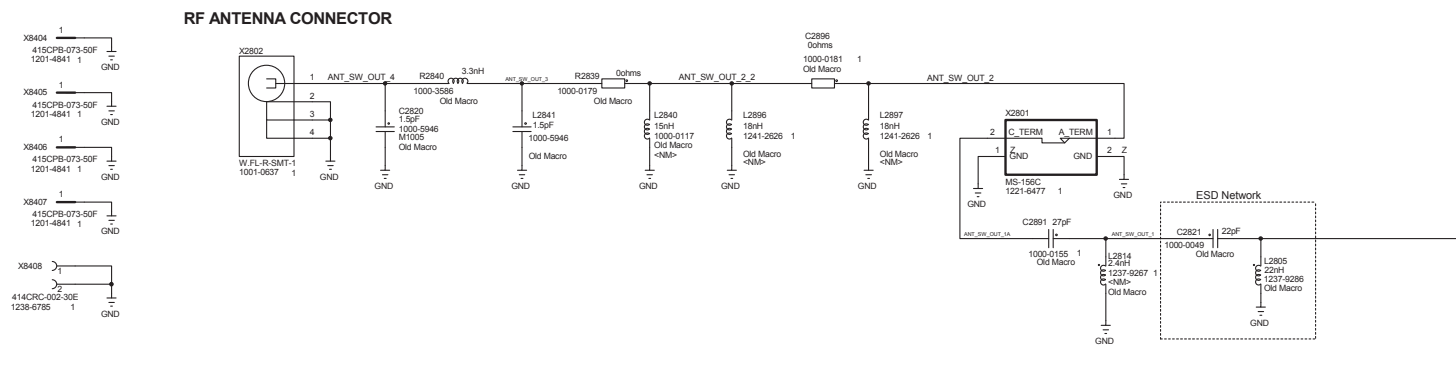 RF ANTENNA CONNECTOR
1
X8404
415CPB-073-50F
1201-4841 1
GND
1
X8405
415CPB-073-50F
1201-4841 1
GND
1
X8406
415CPB-073-50F
1201-4841 1
GND
1
X8407
415CPB-073-50F
1201-4841 1
GND
X8408
1
2
414CRC-002-30E
1238-6785 1
GND
X2802
1
2
3
4
W.FL-R-SMT-1
1001-0637 1
GND
ANT_SW_OUT_4
C2820
1.5pF
1000-5946
M1005
Old Macro
GND
R2840
3.3nH
1000-3586
Old Macro
ANT_SW_OUT_3
L2841
1.5pF
1000-5946
Old Macro
GND
R2839
0ohms
1000-0179
Old Macro
ANT_SW_OUT_2_2
L2840
15nH
1000-0117
Old Macro
<NM>
GND
L2896
18nH
1241-2626 1
Old Macro
<NM>
GND
C2896
0ohms
1000-0181 1
Old Macro
ANT_SW_OUT_2
L2897
18nH
1241-2626 1
Old Macro
<NM>
GND
X2801
2 C_TERM A_TERM 1
1 Z GND GND 2 Z
MS-156C
1221-6477 1
GND
GND
ANT_SW_OUT_1A
C2891 27pF
1000-0155 1
Old Macro
ANT_SW_OUT_1
L2814
2.4nH
1237-9267 1
<NM>
Old Macro
GND
ESD Network
C2821 22pF
1000-0049
Old Macro
L2805
22nH
1237-9286
Old Macro
GND